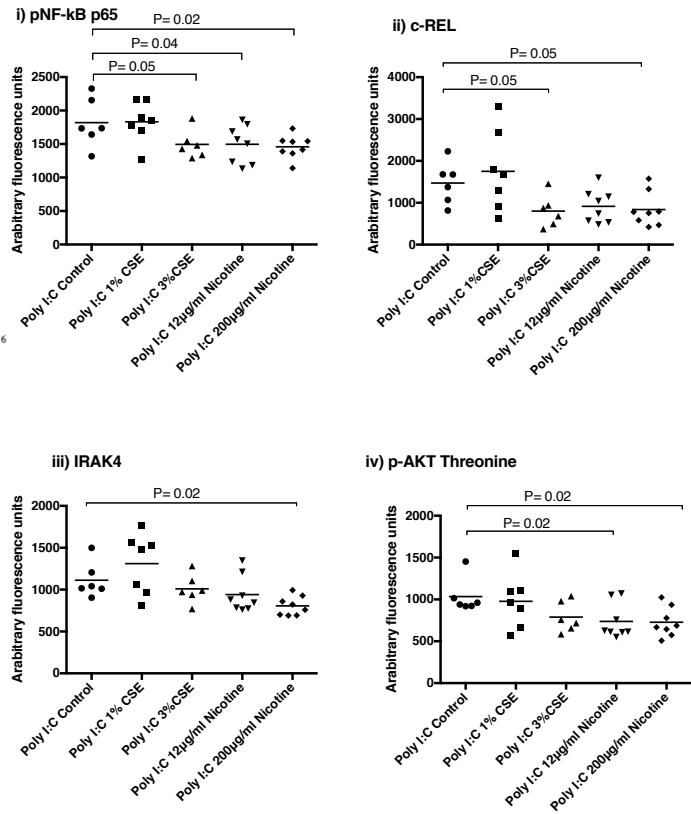 i) pNF-kB p65
P= 0.02
P= 0.04
P= 0.05
Arabitrary fluorescence units
2500
2000
1500
1000
500
0
Poly I:C Control
Poly I:C 1% CSE
Poly I:C 3%CSE
Poly I:C 12µg/ml Nicotine
Poly I:C 200µg/ml Nicotine
ii) c-REL
P= 0.05
P= 0.05
Arabitrary fluorescence units
4000
3000
2000
1000
0
Poly I:C Control
Poly I:C 1% CSE
Poly I:C 3%CSE
Poly I:C 12µg/ml Nicotine
Poly I:C 200µg/ml Nicotine
6
iii) IRAK4
P= 0.02
Arabitrary fluorescence units
2000
1500
1000
500
0
Poly I:C Control
Poly I:C 1% CSE
Poly I:C 3%CSE
Poly I:C 12µg/ml Nicotine
Poly I:C 200µg/ml Nicotine
iv) p-AKT Threonine
P= 0.02
P= 0.02
Arabitrary fluorescence units
2000
1500
1000
500
0
Poly I:C Control
Poly I:C 1% CSE
Poly I:C 3%CSE
Poly I:C 12µg/ml Nicotine
Poly I:C 200µg/ml Nicotine